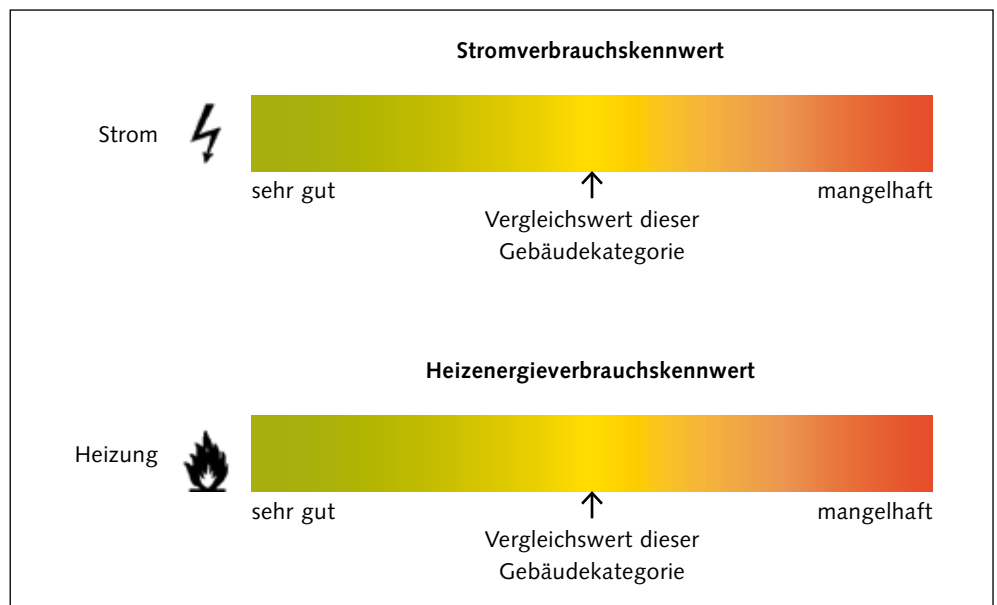 Stromverbrauchskennwert
Strom
sehr gut
mangelhaft
Vergleichswert dieser
Gebäudekategorie
Heizenergieverbrauchskennwert
Heizung
sehr gut
mangelhaft
Vergleichswert dieser
Gebäudekategorie